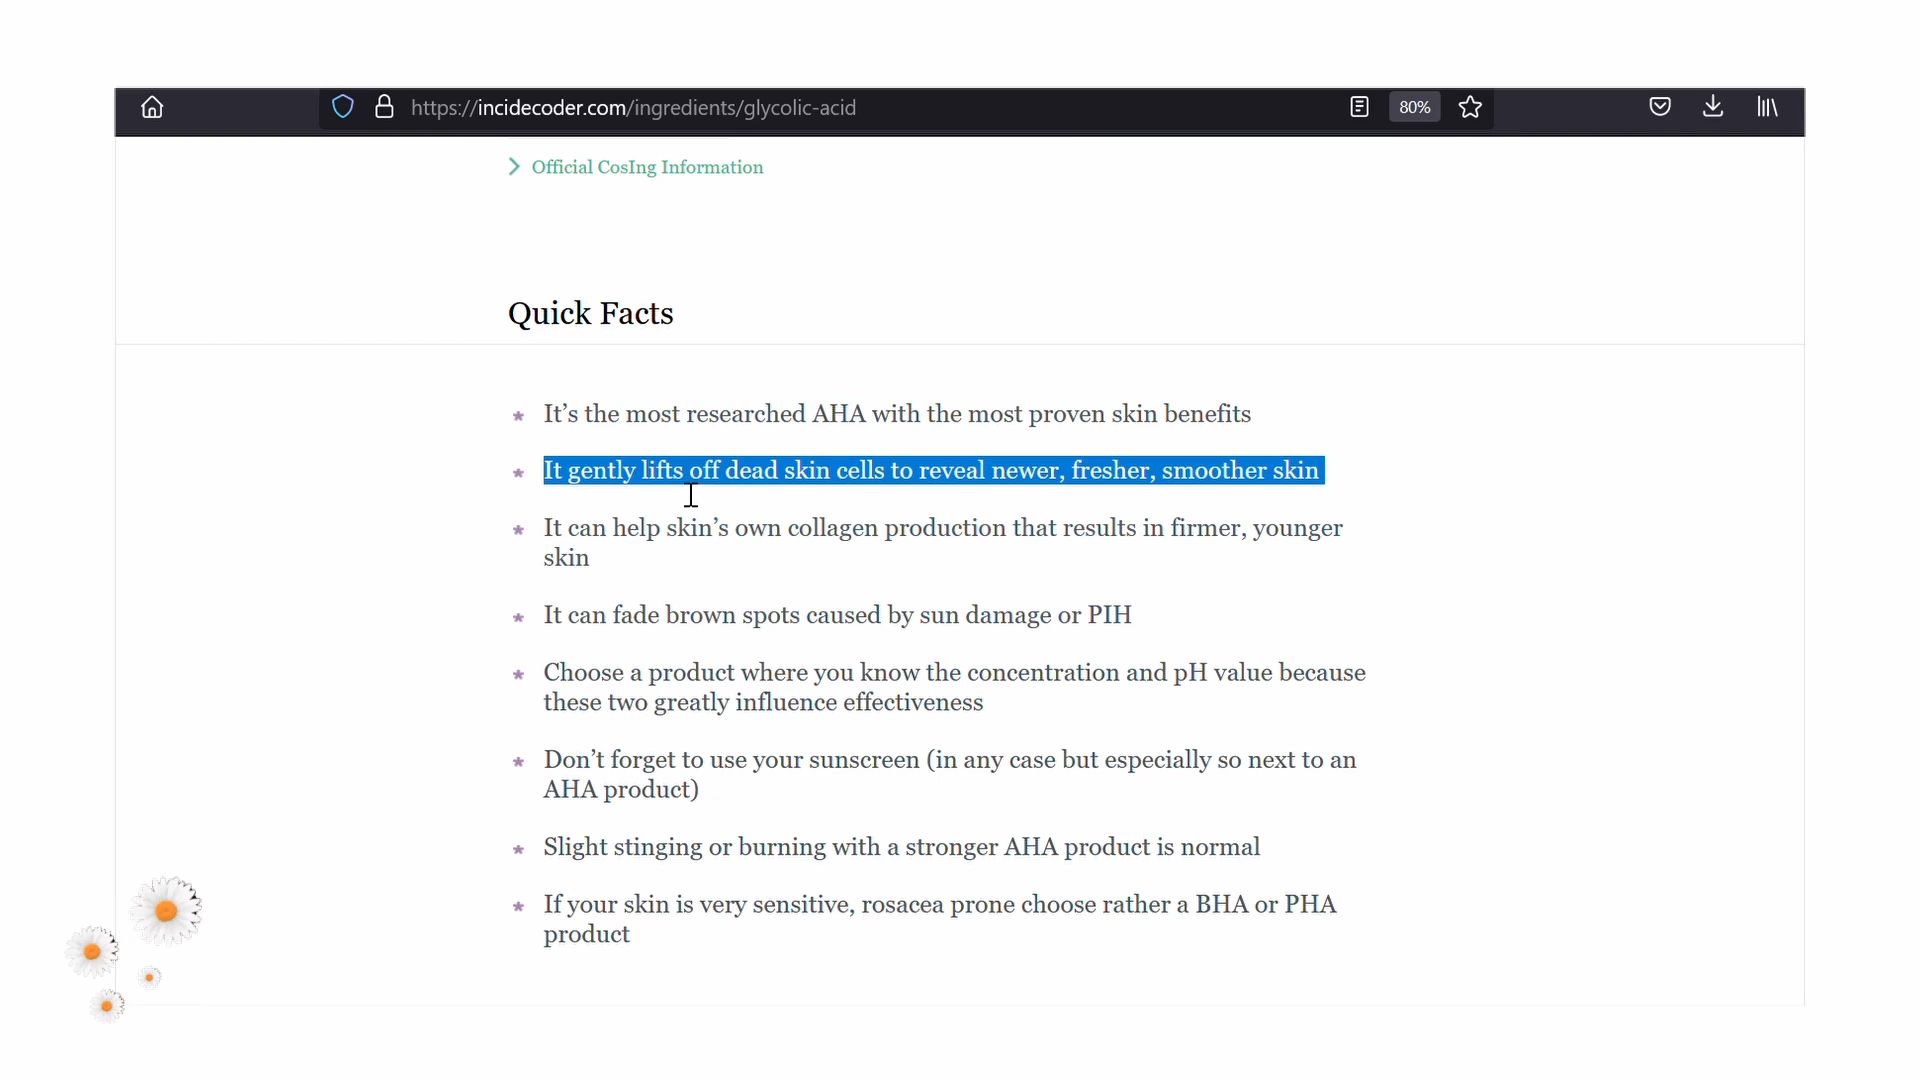 https://incidecoder.com/ingredients/glycolic-acid
80%
Official CosIng Information
Quick Facts
* It’s the most researched AHA with the most proven skin benefits
* It gently lifts off dead skin cells to reveal newer, fresher, smoother skin
* It can help skin’s own collagen production that results in firmer, younger
skin
* It can fade brown spots caused by sun damage or PIH
* Choose a product where you know the concentration and pH value because
these two greatly influence effectiveness
* Don’t forget to use your sunscreen (in any case but especially so next to an
AHA product)
* Slight stinging or burning with a stronger AHA product is normal
* If your skin is very sensitive, rosacea prone choose rather a BHA or PHA
product